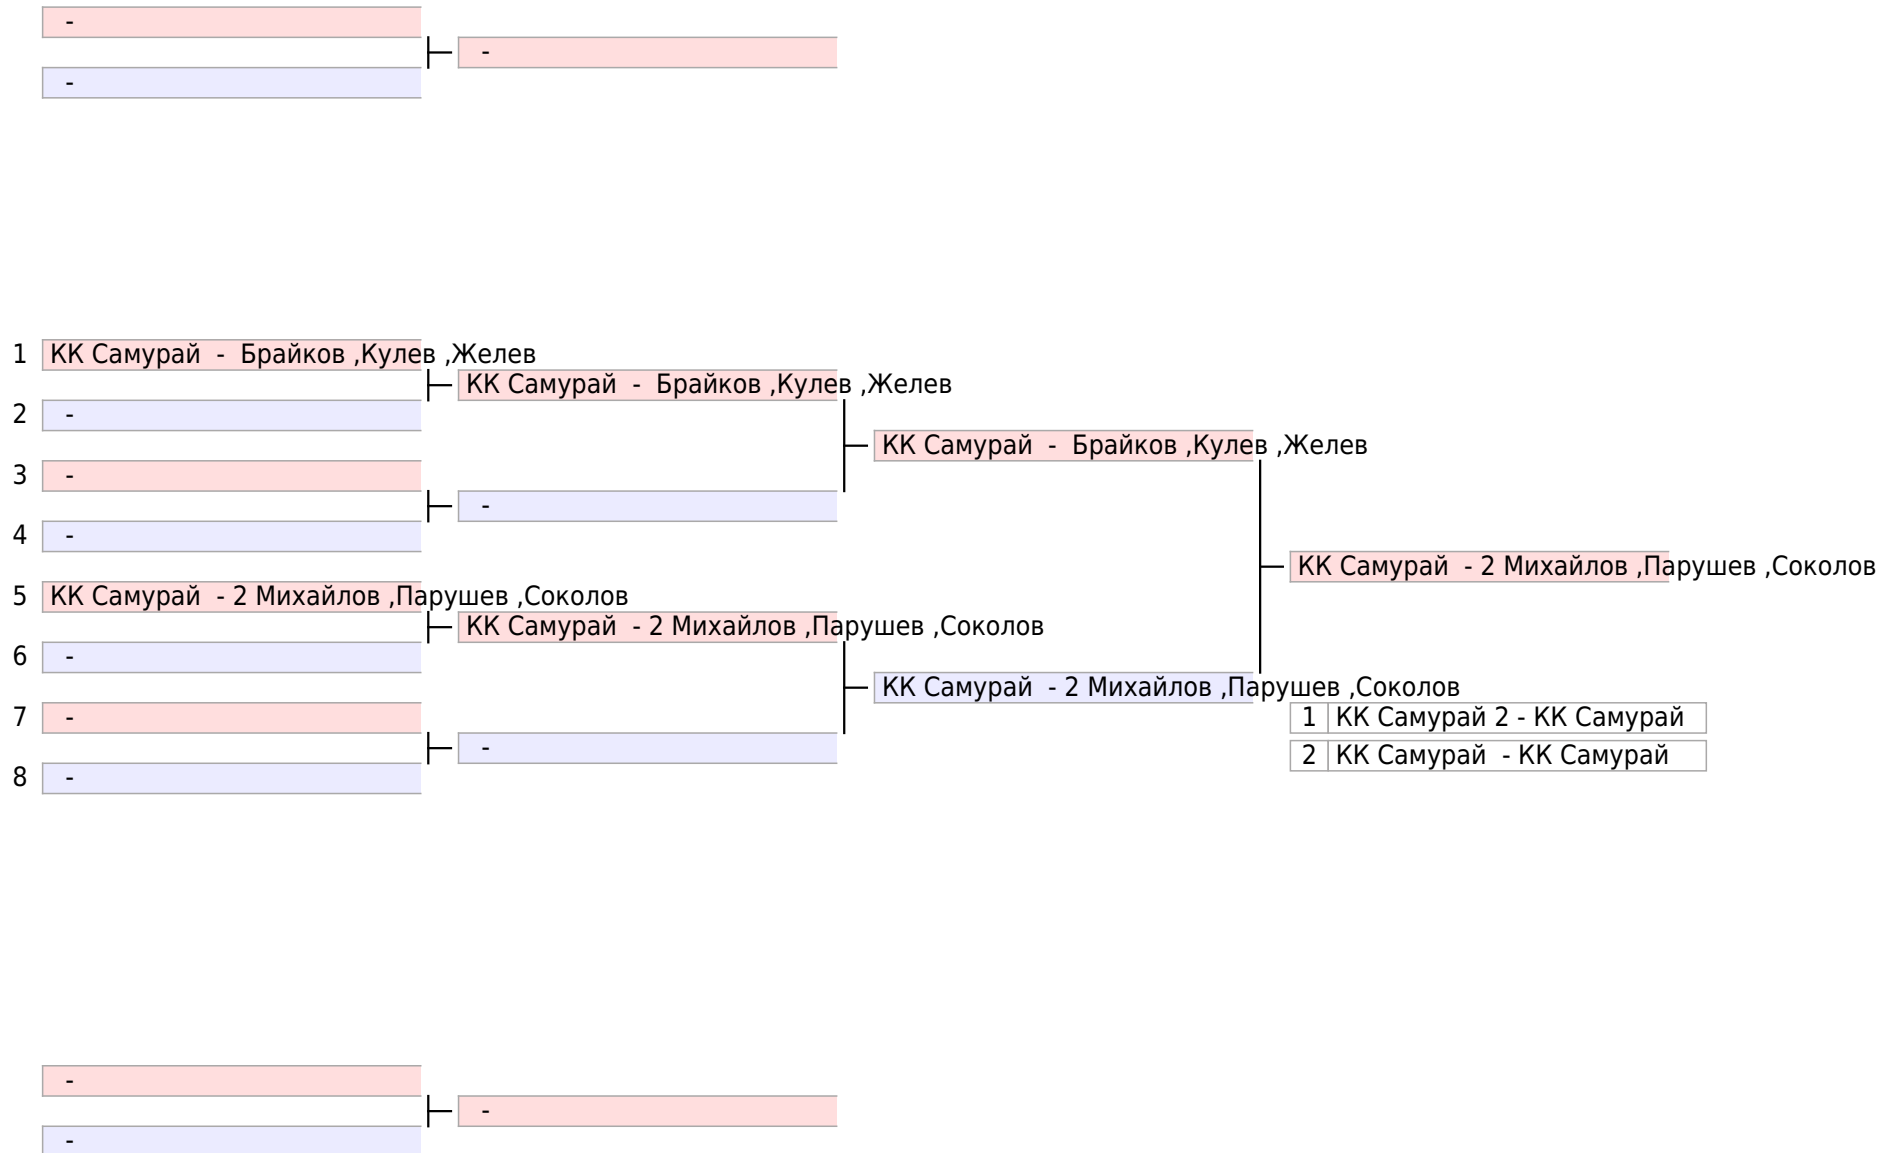 -
-
-
1 КК Самурай - Брайков ,Кулев ,Желев
КК Самурай - Брайков ,Кулев ,Желев
2 -
КК Самурай - Брайков ,Кулев ,Желев
3 -
-
4 -
КК Самурай - 2 Михайлов ,Парушев ,Соколов
5 КК Самурай - 2 Михайлов ,Парушев ,Соколов
КК Самурай - 2 Михайлов ,Парушев ,Соколов
6 -
КК Самурай - 2 Михайлов ,Парушев ,Соколов
7 -
1 КК Самурай 2 - КК Самурай
-
2 КК Самурай - КК Самурай
8 -
-
-
-